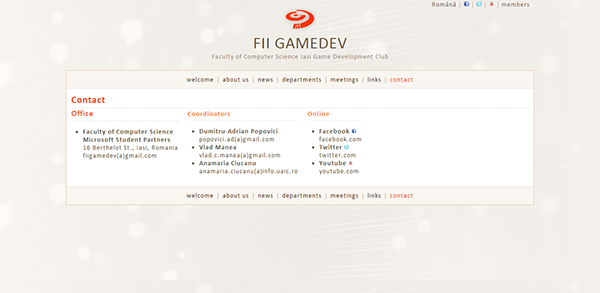 Română | | | | members
FII GAMEDEV
Faculty of Computer Science Iasi Game Development Club
welcome | about us | news | departments | meetings | links | contact
Contact
Office
Faculty of Computer Science
Microsoft Student Partners
16 Berthelot St., Iasi, Romania
fiigamedev(a)gmail.com
Coordinators
Dumitru-Adrian Popovici
popovici.ad(a)gmail.com
Vlad Manea
vlad.c.manea(a)gmail.com
Anamaria Ciucanu
anamaria.ciucanu(a)info.uaic.ro
Online
Facebook
facebook.com
Twitter
twitter.com
Youtube
youtube.com
welcome | about us | news | departments | meetings | links | contact